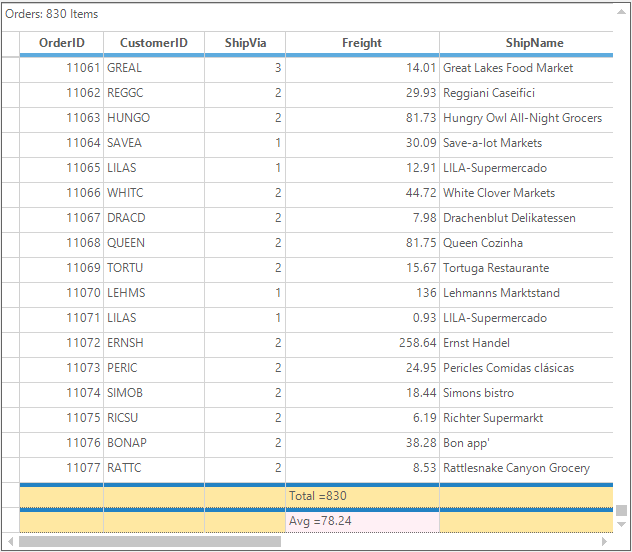 Orders: 830 Items
OrderID CustomerID ShipVia Freight ShipName
11061 GREAL 3 14.01 Great Lakes Food Market
11062 REGGC 2 29.93 Reggiani Caseifici
11063 HUNGO 2 81.73 Hungry Owl All-Night Grocers
11064 SAVEA 1 30.09 Save-a-lot Markets
11065 LILAS 1 12.91 LILA-Supermercado
11066 WHITC 2 44.72 White Clover Markets
11067 DRACD 2 7.98 Drachenblut Delikatessen
11068 QUEEN 2 81.75 Queen Cozinha
11069 TORTU 2 15.67 Tortuga Restaurante
11070 LEHMS 1 136 Lehmanns Marktstand
11071 LILAS 1 0.93 LILA-Supermercado
11072 ERNSH 2 258.64 Ernst Handel
11073 PERIC 2 24.95 Pericles Comidas clásicas
11074 SIMOB 2 18.44 Simons bistro
11075 RICSU 2 6.19 Richter Supermarkt
11076 BONAP 2 38.28 Bon app'
11077 RATTC 2 8.53 Rattlesnake Canyon Grocery
Total =830
Avg =78.24